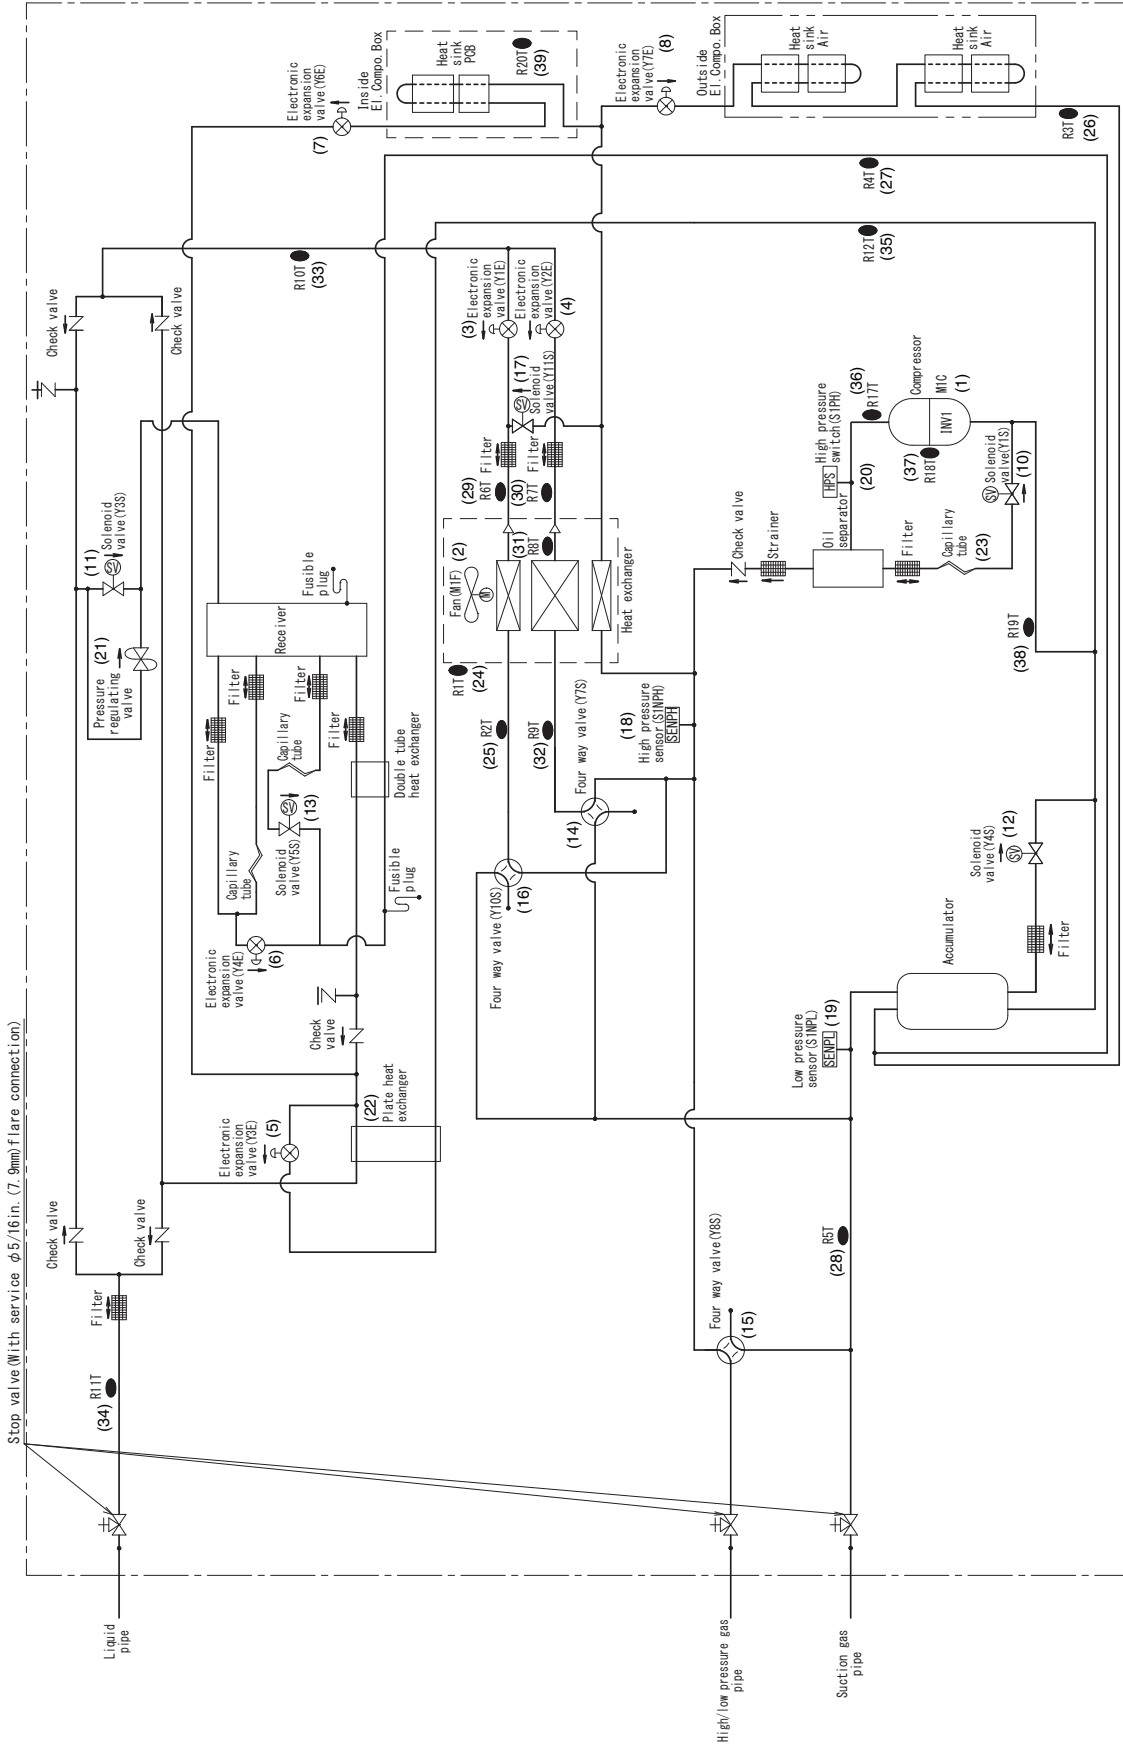 Stop valve(With service φ5/16in. (7.9mm)flare connection)
Liquid
pipe
High/low pressure gas
pipe
Suction gas
pipe
(34)
R11T
Filter
Check valve
Check valve
Check valve
Check valve
R10T
(33)
(11)
Solenoid
valve(Y3S)
Pressure
regulating
valve
(21)
Fusible
plug
Receiver
Filter
Filter
Filter
Filter
Capillary
tube
Capillary
tube
Solenoid
valve(Y5S)
(13)
Double tube
heat exchanger
Fusible
plug
Electronic
expansion
valve(Y4E)
(6)
Check
valve
Electronic
expansion
valve(Y3E)
(5)
(22)
Plate heat
exchanger
Electronic
expansion
valve(Y6E)
(7)
Inside
El.Compo.Box
Heat
sink
PCB
R20T
(39)
Electronic
expansion
valve(Y7E)
(8)
Outside
El.Compo.Box
Heat
sink
Air
Heat
sink
Air
R3T
(26)
R4T
(27)
R12T
(35)
(3)
Electronic
expansion
valve(Y1E)
Electronic
expansion
valve(Y2E)
(4)
(17)
Solenoid
valve(Y11S)
Filter
Filter
(29)
R6T
(30)
R7T
(31)
R8T
(2)
Fan(M1F)
M
Heat exchanger
R1T
(24)
(25)
R2T
(32)
R9T
Four way valve(Y7S)
(14)
Four way valve(Y10S)
(16)
(18)
High pressure
sensor(S1NPH)
SENPH
Check valve
Strainer
Oil
separator
Filter
Capillary
tube
(23)
High pressure
switch(S1PH)
HPS
(20)
(36)
R17T
Compressor
M1C
(1)
INV1
(37)
R18T
Solenoid
valve(Y1S)
(10)
R19T
(38)
Solenoid
valve(Y4S)
(12)
Filter
Accumulator
Low pressure
sensor(S1NPL)
SENPL
(19)
Four way valve(Y8S)
(15)
R5T
(28)
SV
SV
SV
SV
SV